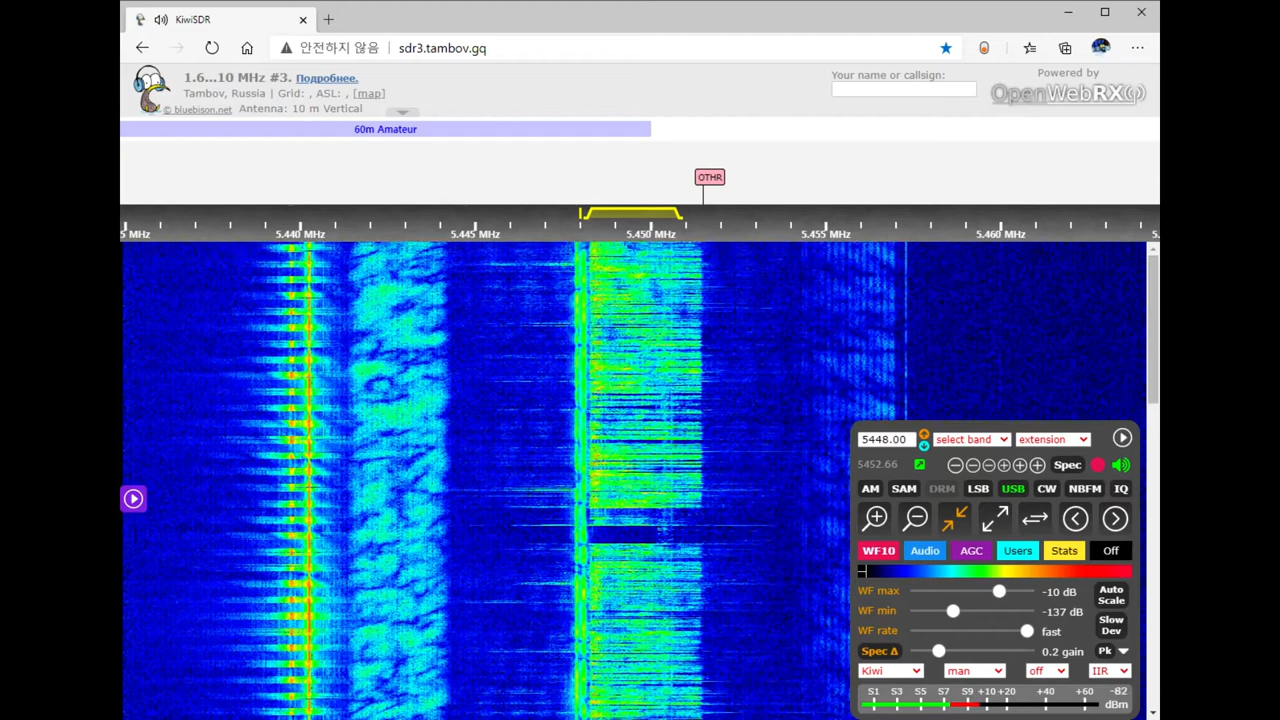 KiwiSDR
안전하지 않음
sdr3.tambov.gq
1.6...10 MHz #3. Подробнее.
Tambov, Russia | Grid: , ASL: , [map]
© bluebison.net Antenna: 10 m Vertical
Your name or callsign:
Powered by
OpenWebRX
60m Amateur
OTHR
5 MHz 5.440 MHz 5.445 MHz 5.450 MHz 5.455 MHz 5.460 MHz 5.
5448.00 select band extension
5452.66 Spec
AM SAM DRM LSB USB CW NBFM IQ
WF10 Audio AGC Users Stats Off
WF max -10 dB Auto Scale
WF min -137 dB
WF rate fast Slow Dev
Spec Δ 0.2 gain Pk
Kiwi man off IIR
S1 S3 S5 S7 S9 +10 +20 +40 +60 -82
dBm